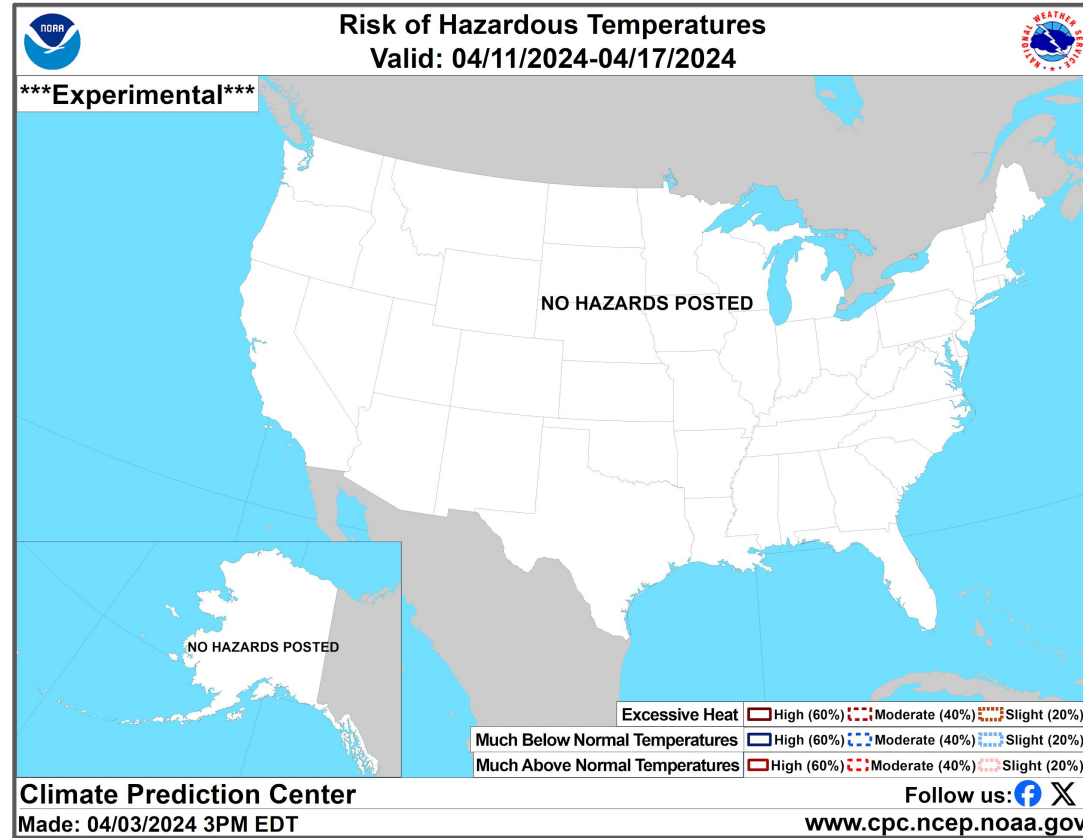 NOAA
Risk of Hazardous Temperatures
Valid: 04/11/2024-04/17/2024
NATIONAL WEATHER SERVICE
***Experimental***
NO HAZARDS POSTED
NO HAZARDS POSTED
Excessive Heat High (60%) Moderate (40%) Slight (20%)
Much Below Normal Temperatures High (60%) Moderate (40%) Slight (20%)
Much Above Normal Temperatures High (60%) Moderate (40%) Slight (20%)
Climate Prediction Center
Follow us:
Made: 04/03/2024 3PM EDT
www.cpc.ncep.noaa.gov